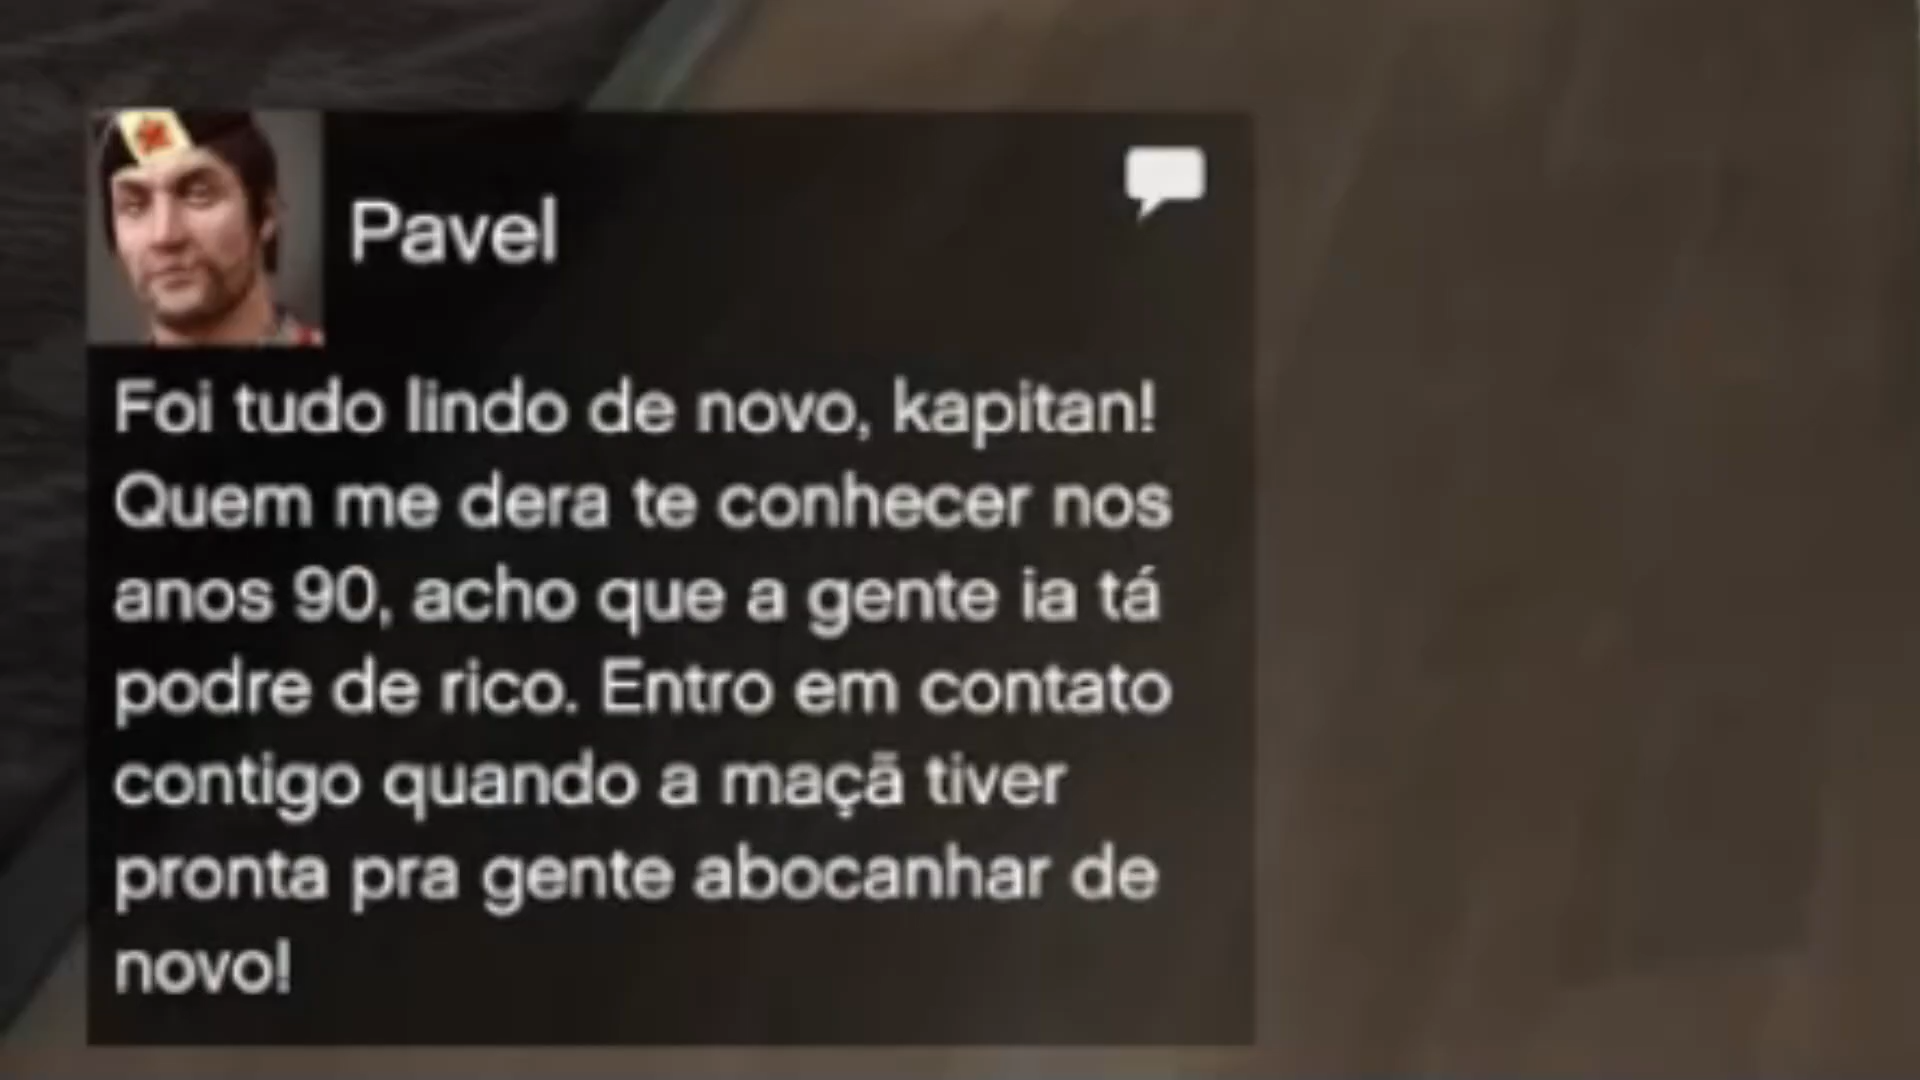 Pavel
Foi tudo lindo de novo, kapitan!
Quem me dera te conhecer nos
anos 90, acho que a gente ia tá
podre de rico. Entro em contato
contigo quando a maçã tiver
pronta pra gente abocanhar de
novo!